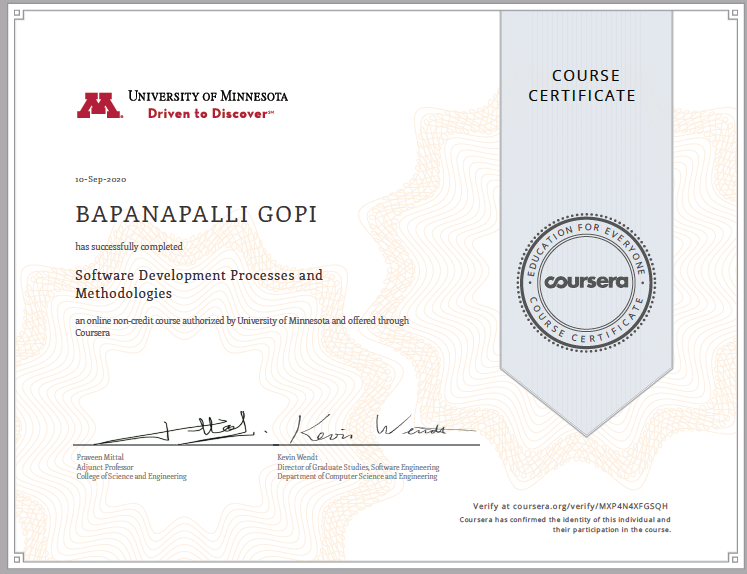 UNIVERSITY OF MINNESOTA
Driven to Discover℠
COURSE
CERTIFICATE
10-Sep-2020
BAPANAPALLI GOPI
has successfully completed
Software Development Processes and
Methodologies
an online non-credit course authorized by University of Minnesota and offered through
Coursera
EDUCATION FOR EVERYONE
coursera
COURSE CERTIFICATE
Kevin Wendt
Praveen Mittal
Adjunct Professor
College of Science and Engineering
Kevin Wendt
Director of Graduate Studies, Software Engineering
Department of Computer Science and Engineering
Verify at coursera.org/verify/MXP4N4XFGSQH
Coursera has confirmed the identity of this individual and
their participation in the course.